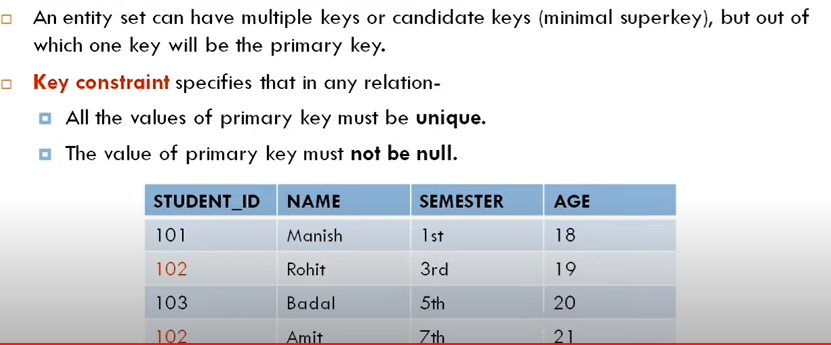 An entity set can have multiple keys or candidate keys (minimal superkey), but out of
which one key will be the primary key.
Key constraint specifies that in any relation-
All the values of primary key must be unique.
The value of primary key must not be null.
STUDENT_ID NAME SEMESTER AGE
101 Manish 1st 18
102 Rohit 3rd 19
103 Badal 5th 20
102 Amit 7th 21